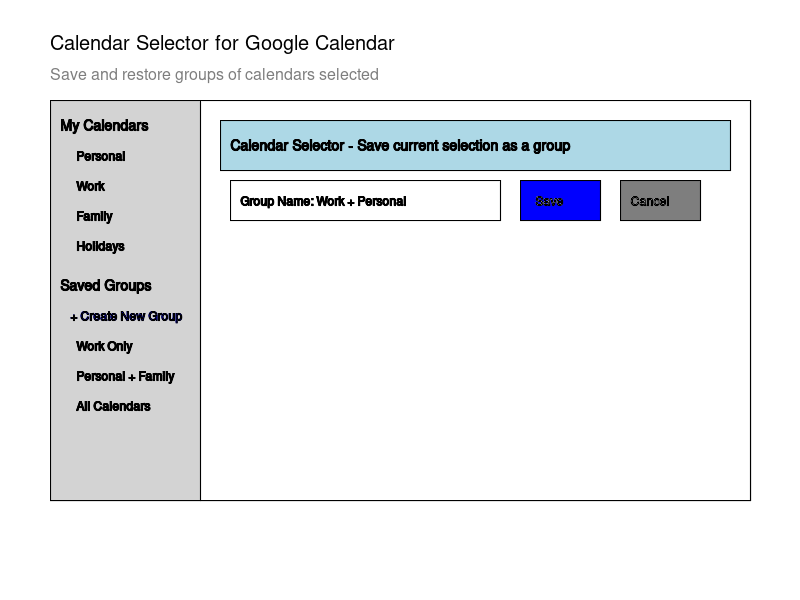 Calendar Selector for Google Calendar
Save and restore groups of calendars selected
My Calendars
Personal
Work
Family
Holidays
Saved Groups
+ Create New Group
Work Only
Personal + Family
All Calendars
Calendar Selector - Save current selection as a group
Group Name: Work + Personal
Save
Cancel